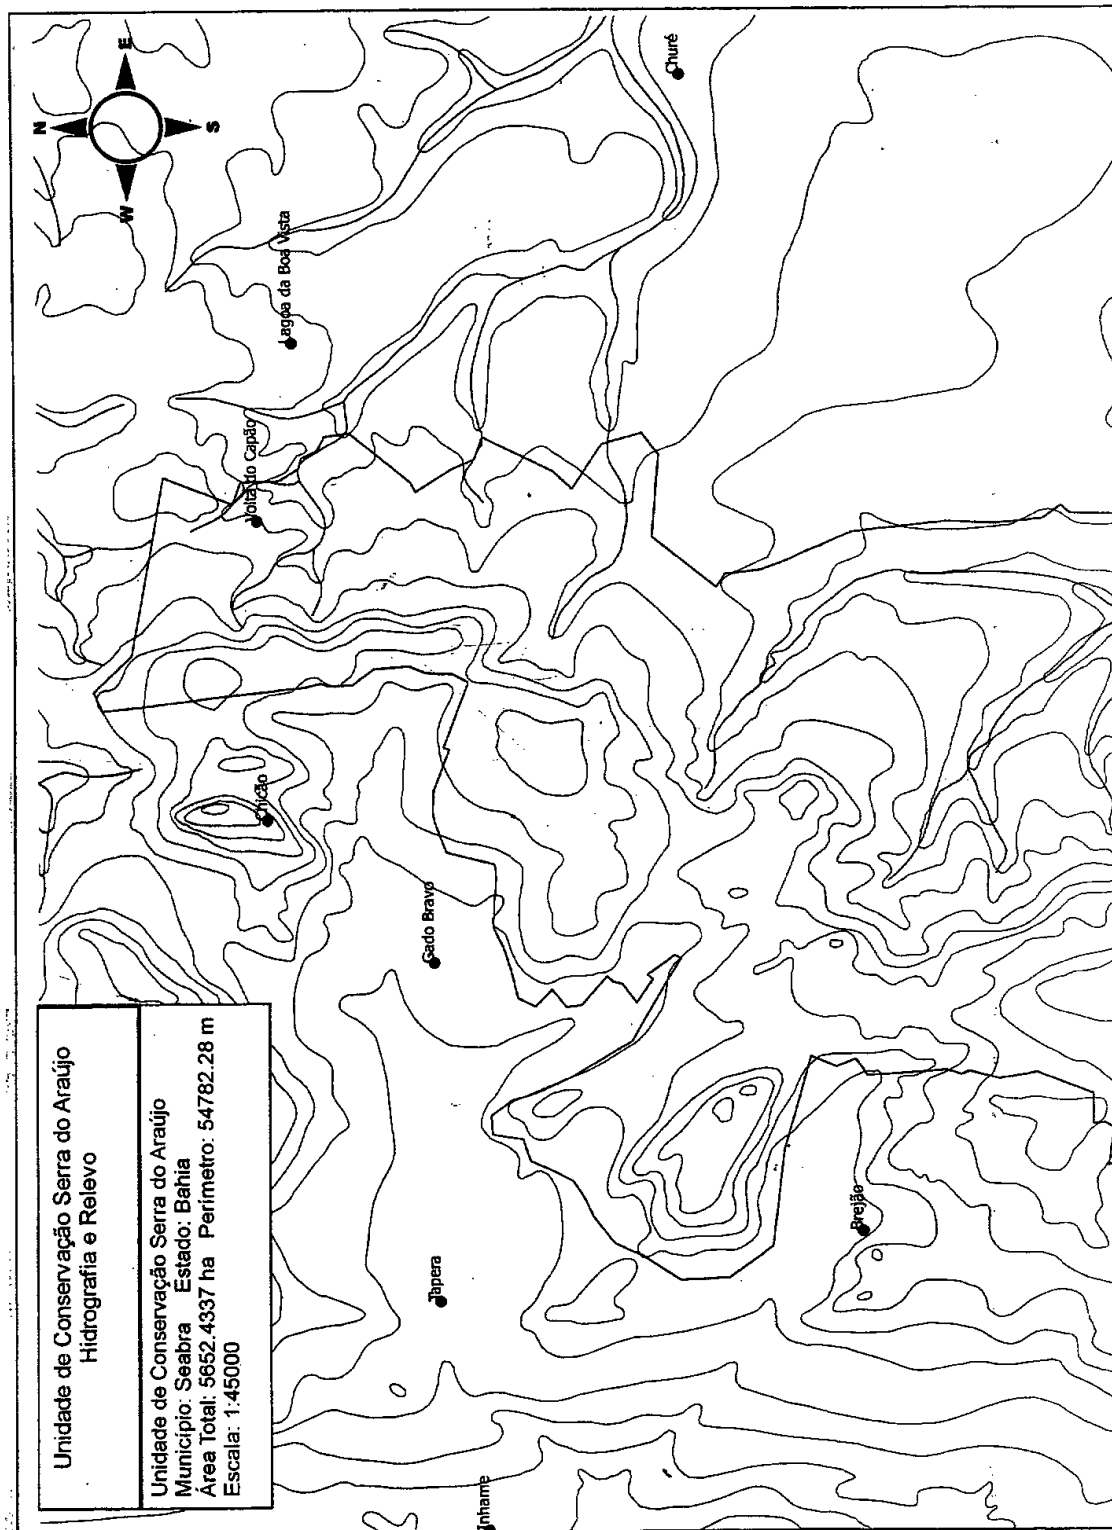 Unidade de Conservação Serra do Araújo
Hidrografia e Relevo
Unidade de Conservação Serra do Araújo
Município: Seabra Estado: Bahia
Área Total: 5652.4337 ha Perímetro: 54782.28 m
Escala: 1:45000
N
E
S
W
Churé
Lagoa da Boa Vista
Volta do Capão
Chicão
Gado Bravo
Tapera
Brejão
Inhame